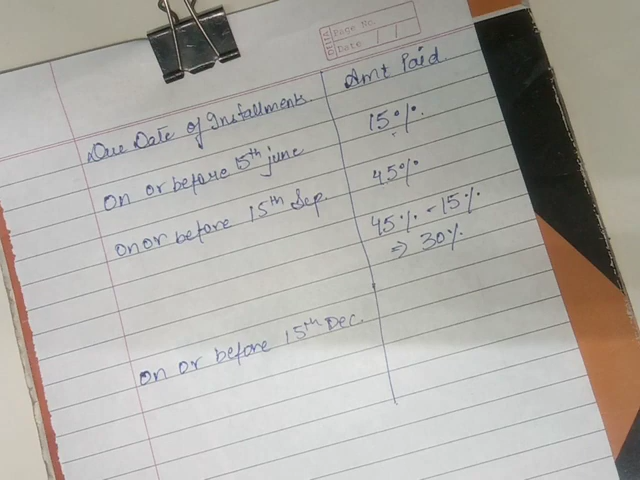 Page No.
Date / /
Due Date of Installments. Amt Paid.
on or before 15th june 15%.
on or before 15th Sep. 45%
45% - 15%
⇒ 30%
on or before 15th Dec.